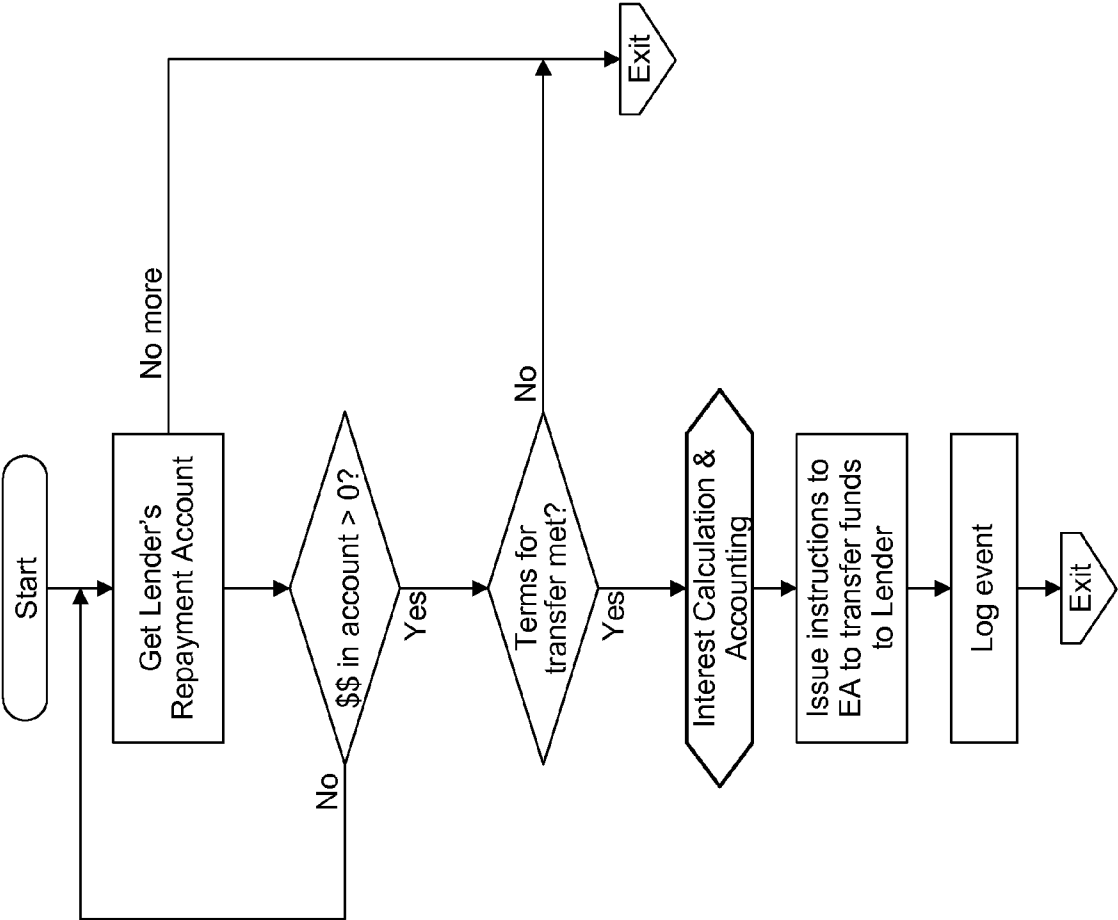 Start
Get Lender's
Repayment Account
No more
$$ in account > 0?
No
Yes
Terms for
transfer met?
No
Yes
Exit
Interest Calculation &
Accounting
Issue instructions to
EA to transfer funds
to Lender
Log event
Exit